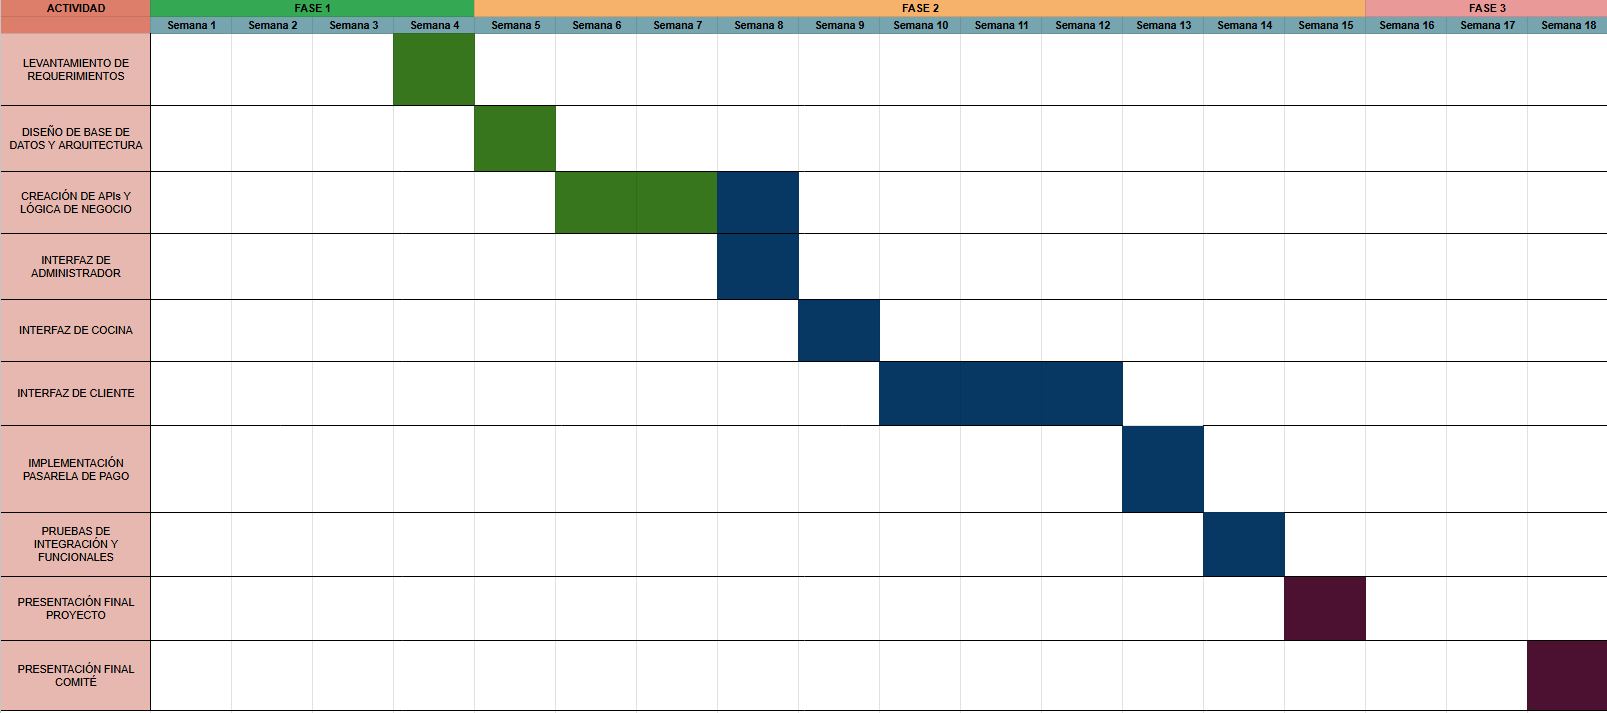 ACTIVIDAD FASE 1 FASE 2 FASE 3
Semana 1 Semana 2 Semana 3 Semana 4 Semana 5 Semana 6 Semana 7 Semana 8 Semana 9 Semana 10 Semana 11 Semana 12 Semana 13 Semana 14 Semana 15 Semana 16 Semana 17 Semana 18
LEVANTAMIENTO DE
REQUERIMIENTOS
DISEÑO DE BASE DE
DATOS Y ARQUITECTURA
CREACIÓN DE APIs Y
LÓGICA DE NEGOCIO
INTERFAZ DE
ADMINISTRADOR
INTERFAZ DE COCINA
INTERFAZ DE CLIENTE
IMPLEMENTACIÓN
PASARELA DE PAGO
PRUEBAS DE
INTEGRACIÓN Y
FUNCIONALES
PRESENTACIÓN FINAL
PROYECTO
PRESENTACIÓN FINAL
COMITÉ